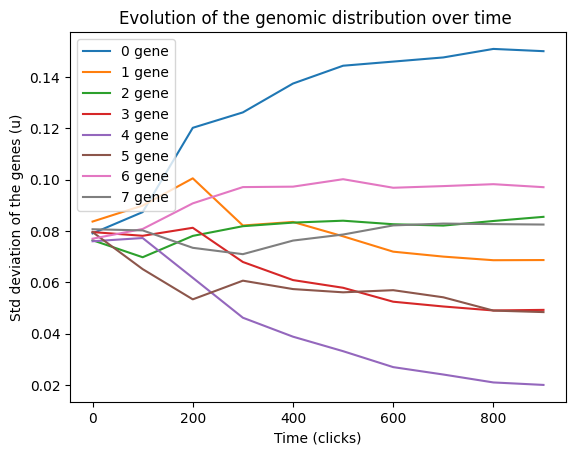 Evolution of the genomic distribution over time
Std deviation of the genes (u)
0.14
0.12
0.10
0.08
0.06
0.04
0.02
0 gene
1 gene
2 gene
3 gene
4 gene
5 gene
6 gene
7 gene
0 200 400 600 800
Time (clicks)